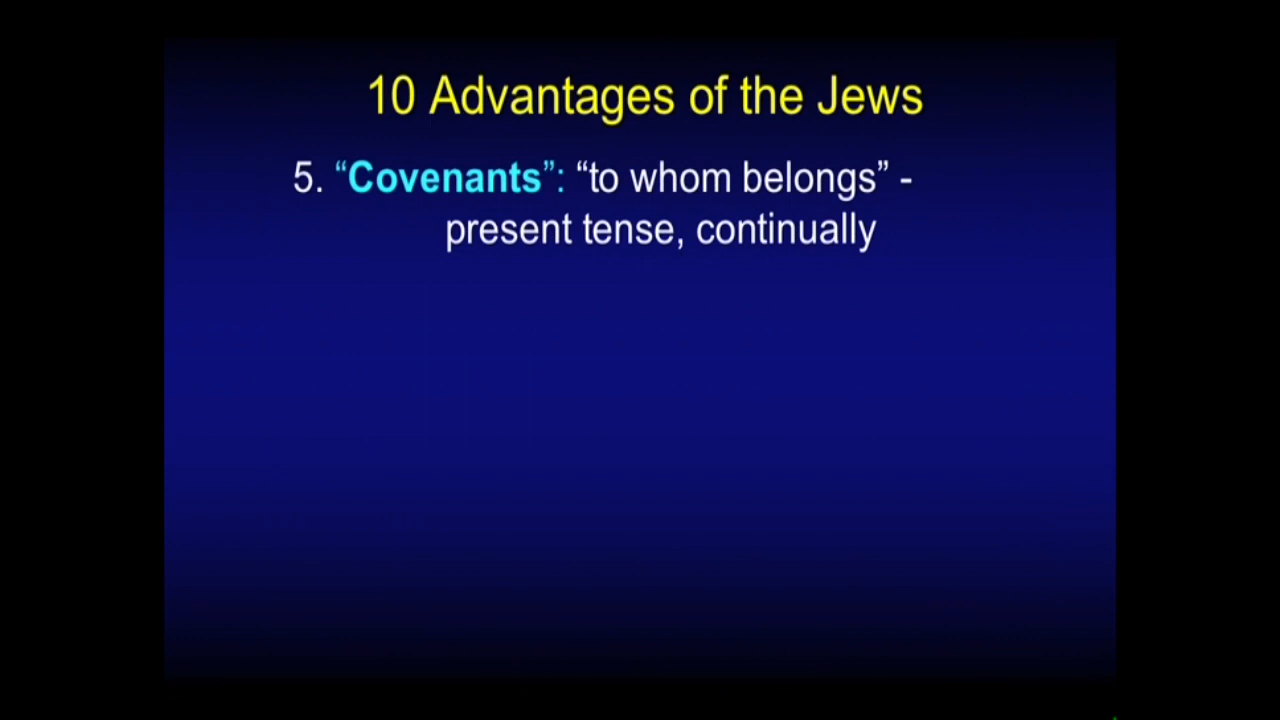 10 Advantages of the Jews
5. “Covenants”: “to whom belongs” -
present tense, continually